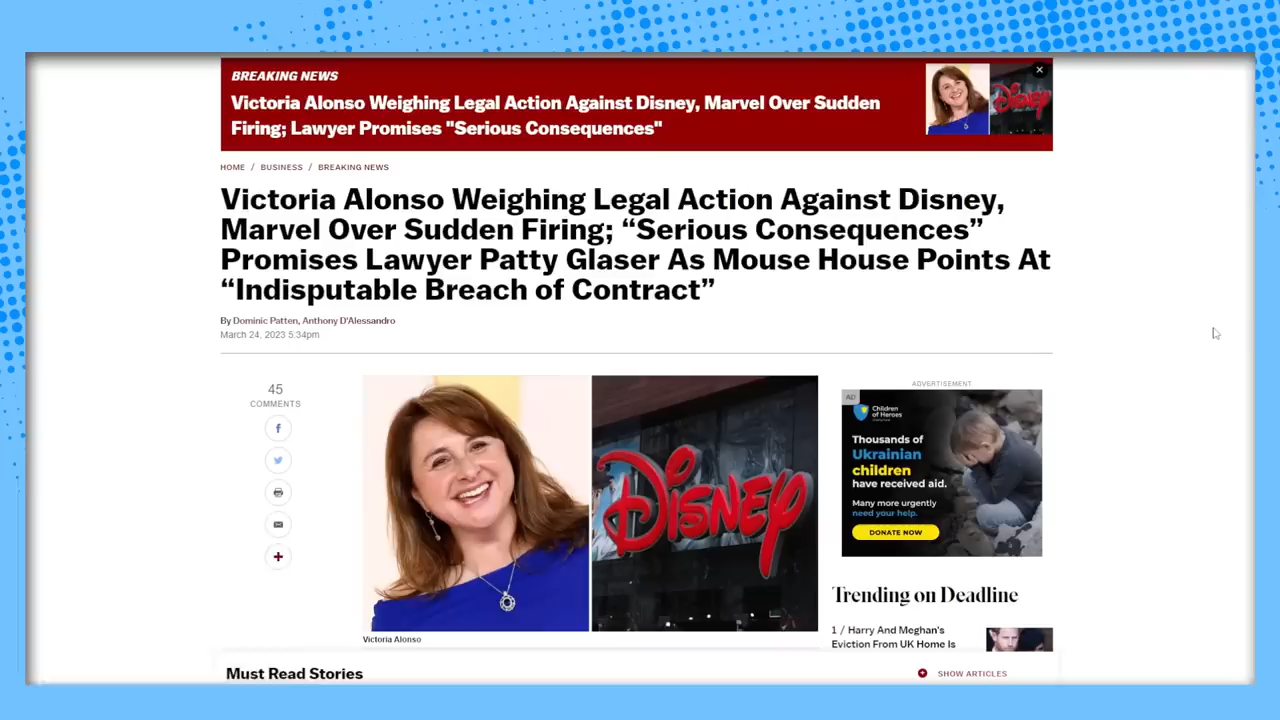 BREAKING NEWS
Victoria Alonso Weighing Legal Action Against Disney, Marvel Over Sudden
Firing; Lawyer Promises "Serious Consequences"
DISNEY
HOME / BUSINESS / BREAKING NEWS
Victoria Alonso Weighing Legal Action Against Disney,
Marvel Over Sudden Firing; “Serious Consequences”
Promises Lawyer Patty Glaser As Mouse House Points At
“Indisputable Breach of Contract”
By Dominic Patten, Anthony D'Alessandro
March 24, 2023 5:34pm
45
COMMENTS
DISNEY
Victoria Alonso
ADVERTISEMENT
AD
Children
of Heroes
Thousands of
Ukrainian
children
have received aid.
Many more urgently
need your help.
DONATE NOW
Trending on Deadline
1 / Harry And Meghan's
Eviction From UK Home Is
Must Read Stories
SHOW ARTICLES